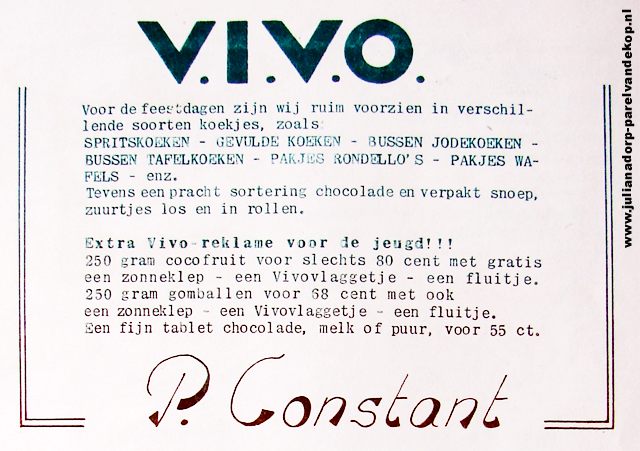 V.I.V.O.
Voor de feestdagen zijn wij ruim voorzien in verschil-
lende soorten koekjes, zoals:
SPRITSKOEKEN - GEVULDE KOEKEN - BUSSEN JODEKOEKEN -
BUSSEN TAFELKOEKEN - PAKJES RONDELLO'S - PAKJES WA-
FELS - enz.
Tevens een pracht sortering chocolade en verpakt snoep,
zuurtjes los en in rollen.
Extra Vivo-reklame voor de jeugd!!!
250 gram cocofruit voor slechts 80 cent met gratis
een zonneklep - een Vivovlaggetje - een fluitje.
250 gram gomballen voor 68 cent met ook
een zonneklep - een Vivovlaggetje - een fluitje.
Een fijn tablet chocolade, melk of puur, voor 55 ct.
P. Constant
www.julianadorp-parelvandekop.nl